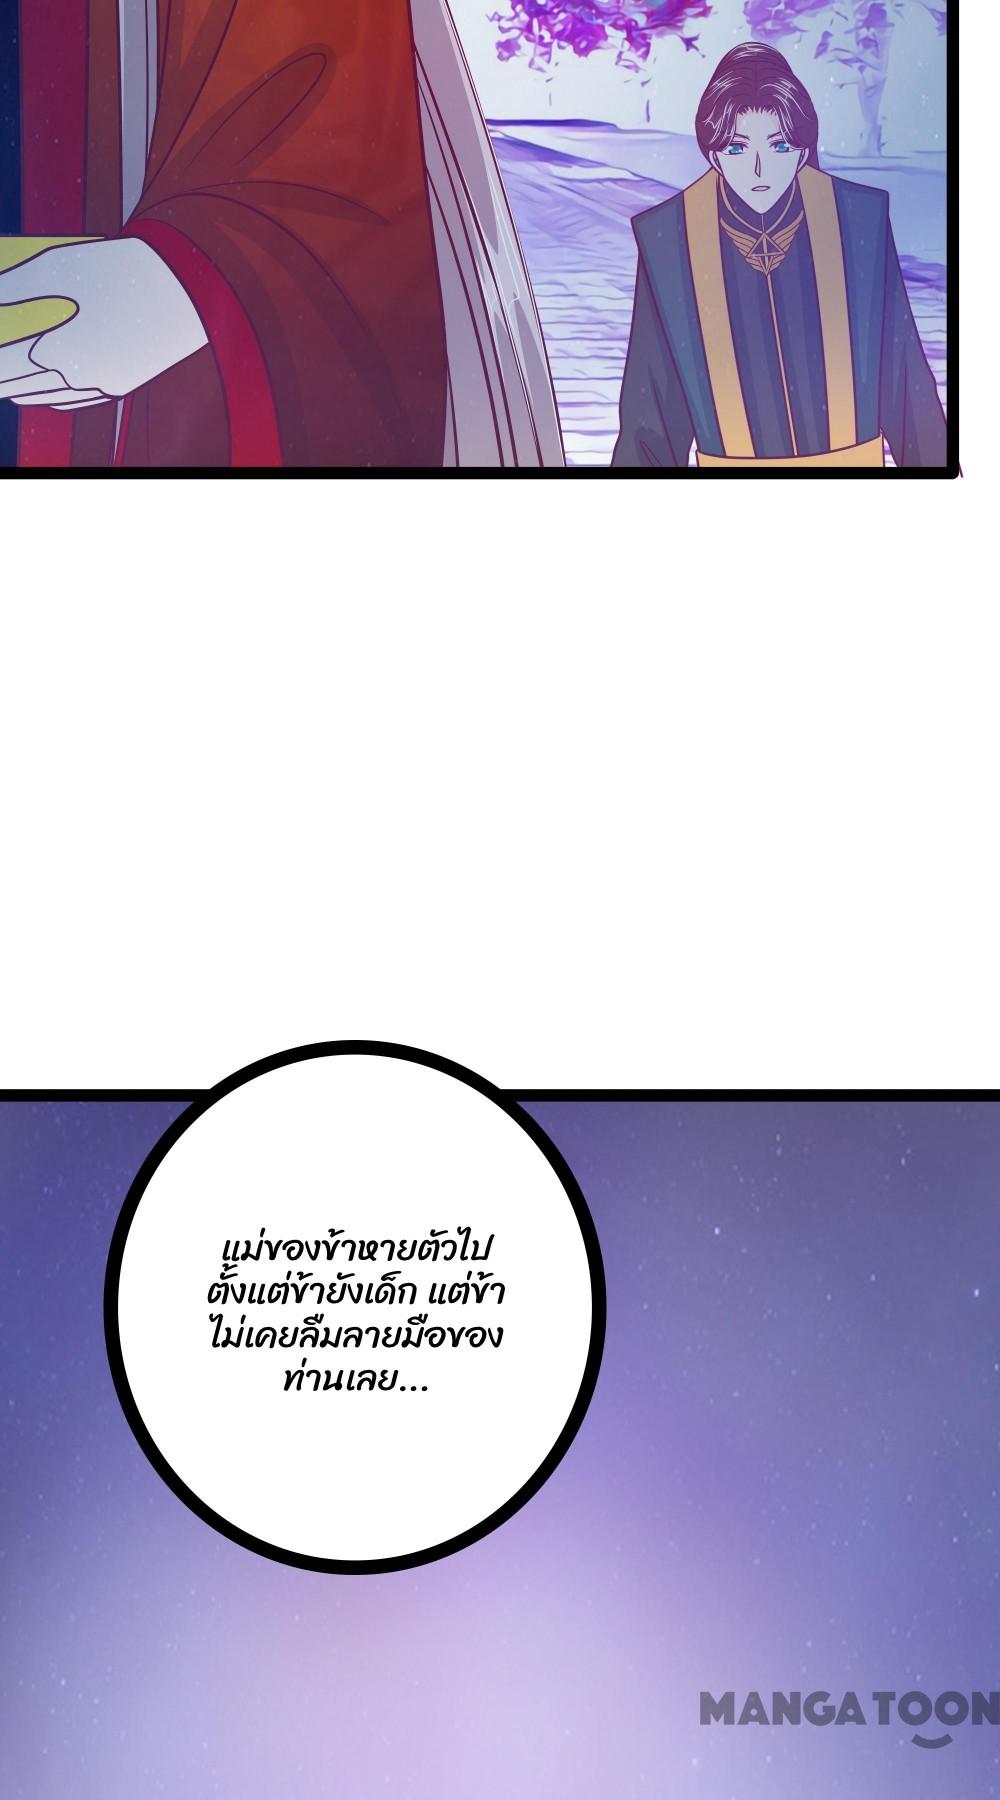 แม่ของข้าหายตัวไป
ตั้งแต่ข้ายังเด็ก แต่ข้า
ไม่เคยลืมลายมือของ
ท่านเลย...
MANGA TOON